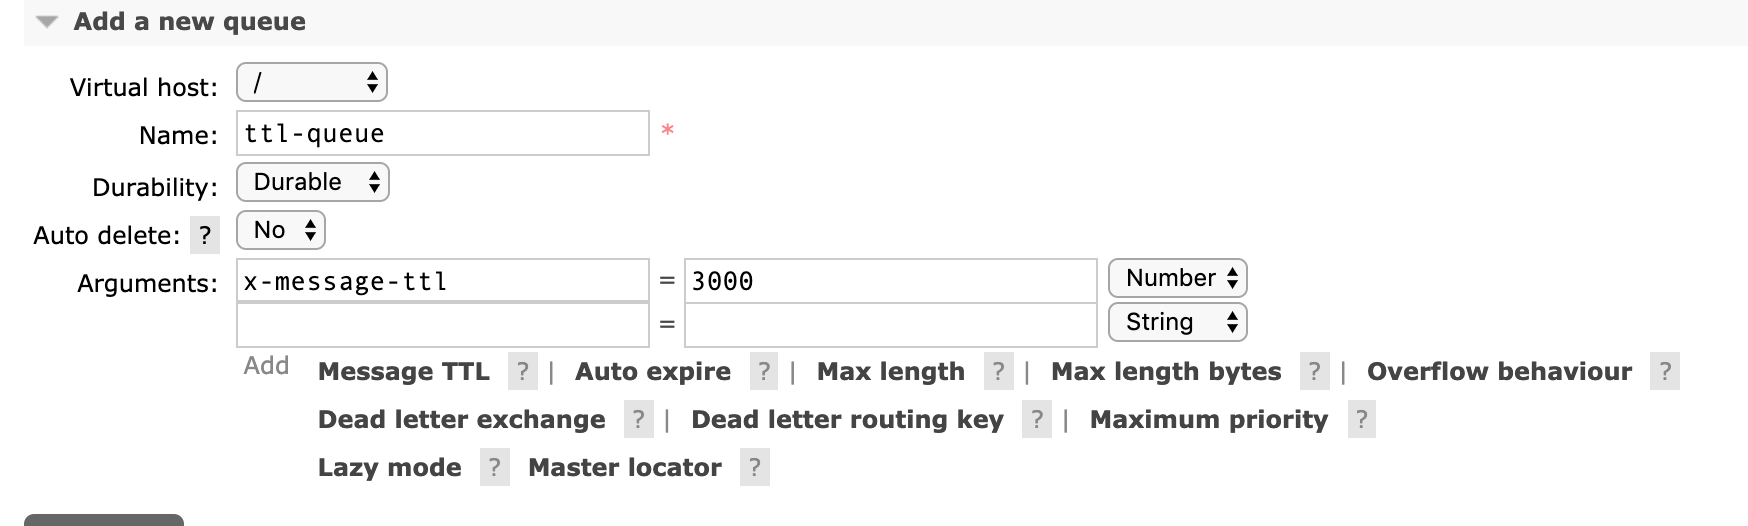 Add a new queue
Virtual host: /
Name: ttl-queue *
Durability: Durable
Auto delete: ? No
Arguments: x-message-ttl = 3000 Number
= String
Add Message TTL ? | Auto expire ? | Max length ? | Max length bytes ? | Overflow behaviour ?
Dead letter exchange ? | Dead letter routing key ? | Maximum priority ?
Lazy mode ? Master locator ?